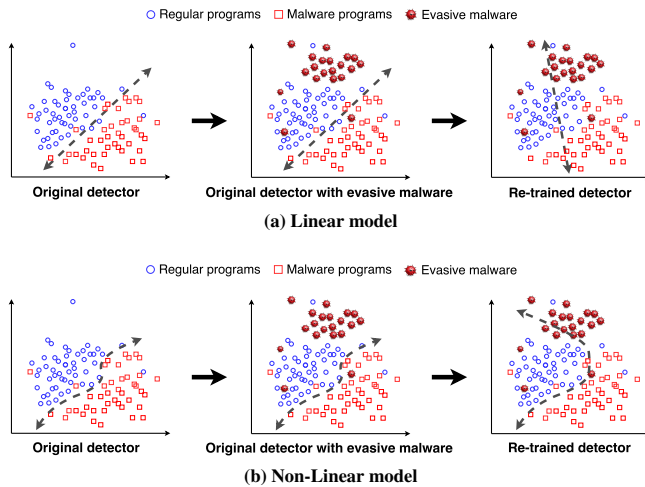 Regular programs Malware programs Evasive malware
Original detector Original detector with evasive malware Re-trained detector
(a) Linear model
Regular programs Malware programs Evasive malware
Original detector Original detector with evasive malware Re-trained detector
(b) Non-Linear model